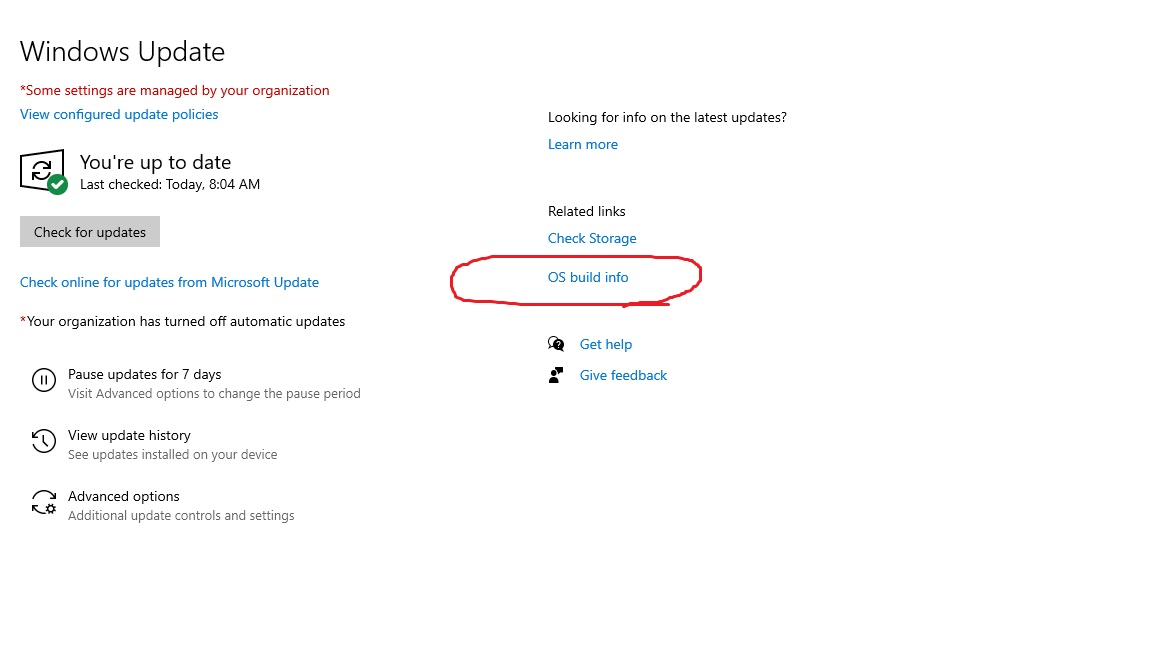 Windows Update
*Some settings are managed by your organization
View configured update policies
You're up to date
Last checked: Today, 8:04 AM
Check for updates
Check online for updates from Microsoft Update
*Your organization has turned off automatic updates
Pause updates for 7 days
Visit Advanced options to change the pause period
View update history
See updates installed on your device
Advanced options
Additional update controls and settings
Looking for info on the latest updates?
Learn more
Related links
Check Storage
OS build info
Get help
Give feedback